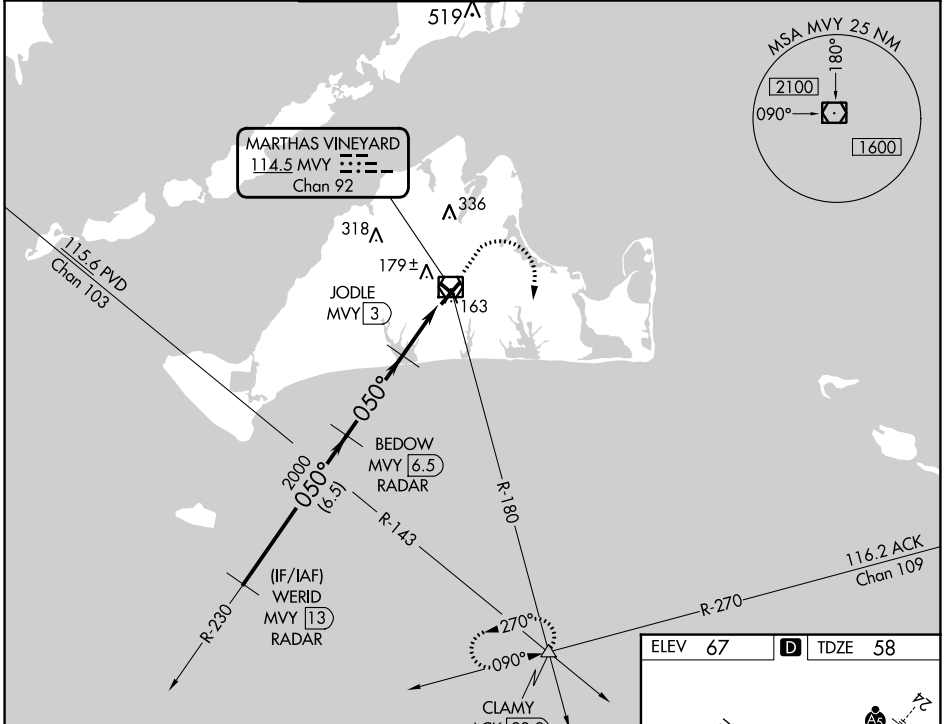 519
MSA MVY 25 NM
180°
2100
090°
1600
MARTHAS VINEYARD
114.5 MVY
Chan 92
336
318
179±
163
115.6 PVD
Chan 103
JODLE
MVY 3
050°
BEDOW
MVY 6.5
RADAR
2000
050°
(6.5)
R-143
R-180
(IF/IAF)
WERID
MVY 13
RADAR
R-230
116.2 ACK
Chan 109
R-270
270°
090°
CLAMY
ELEV 67
D
TDZE 58
24
A5